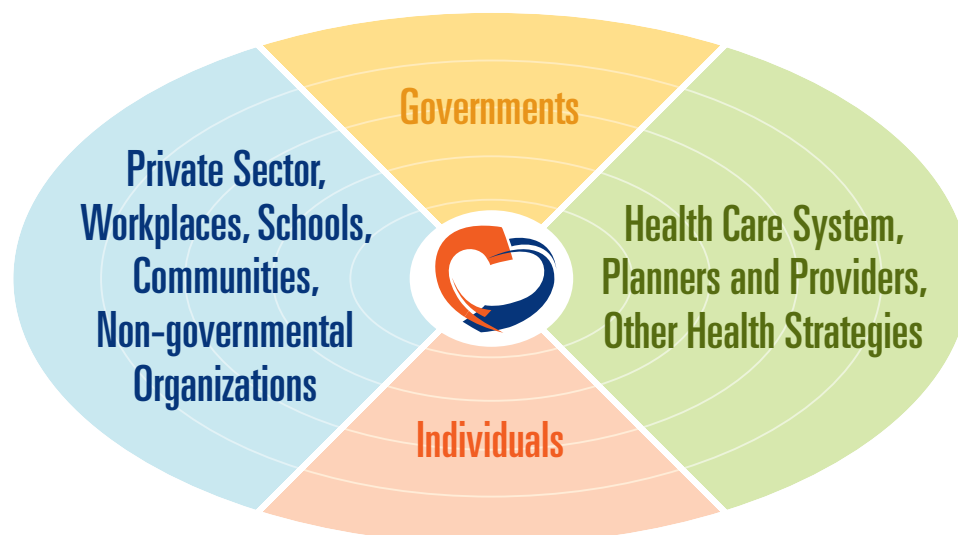 Governments
Private Sector,
Workplaces, Schools,
Communities,
Non-governmental
Organizations
Health Care System,
Planners and Providers,
Other Health Strategies
Individuals